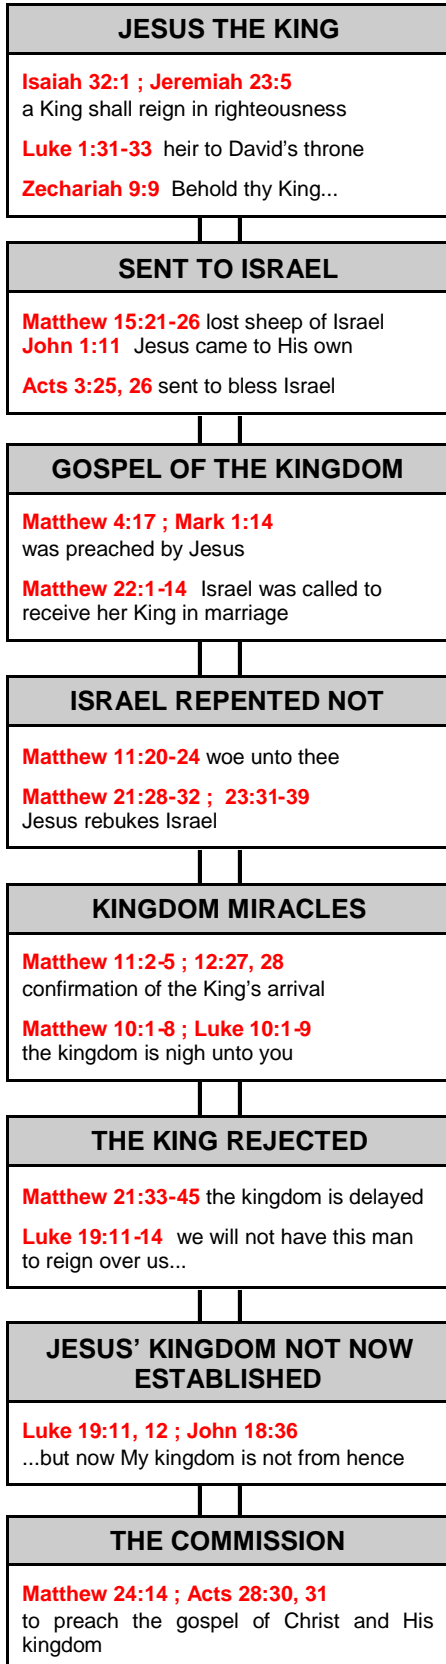 JESUS THE KING
Isaiah 32:1 ; Jeremiah 23:5
a King shall reign in righteousness
Luke 1:31-33 heir to David's throne
Zechariah 9:9 Behold thy King...
SENT TO ISRAEL
Matthew 15:21-26 lost sheep of Israel
John 1:11 Jesus came to His own
Acts 3:25, 26 sent to bless Israel
GOSPEL OF THE KINGDOM
Matthew 4:17 ; Mark 1:14
was preached by Jesus
Matthew 22:1-14 Israel was called to
receive her King in marriage
ISRAEL REPENTED NOT
Matthew 11:20-24 woe unto thee
Matthew 21:28-32 ; 23:31-39
Jesus rebukes Israel
KINGDOM MIRACLES
Matthew 11:2-5 ; 12:27, 28
confirmation of the King's arrival
Matthew 10:1-8 ; Luke 10:1-9
the kingdom is nigh unto you
THE KING REJECTED
Matthew 21:33-45 the kingdom is delayed
Luke 19:11-14 we will not have this man
to reign over us...
JESUS' KINGDOM NOT NOW
ESTABLISHED
Luke 19:11, 12 ; John 18:36
...but now My kingdom is not from hence
THE COMMISSION
Matthew 24:14 ; Acts 28:30, 31
to preach the gospel of Christ and His
kingdom